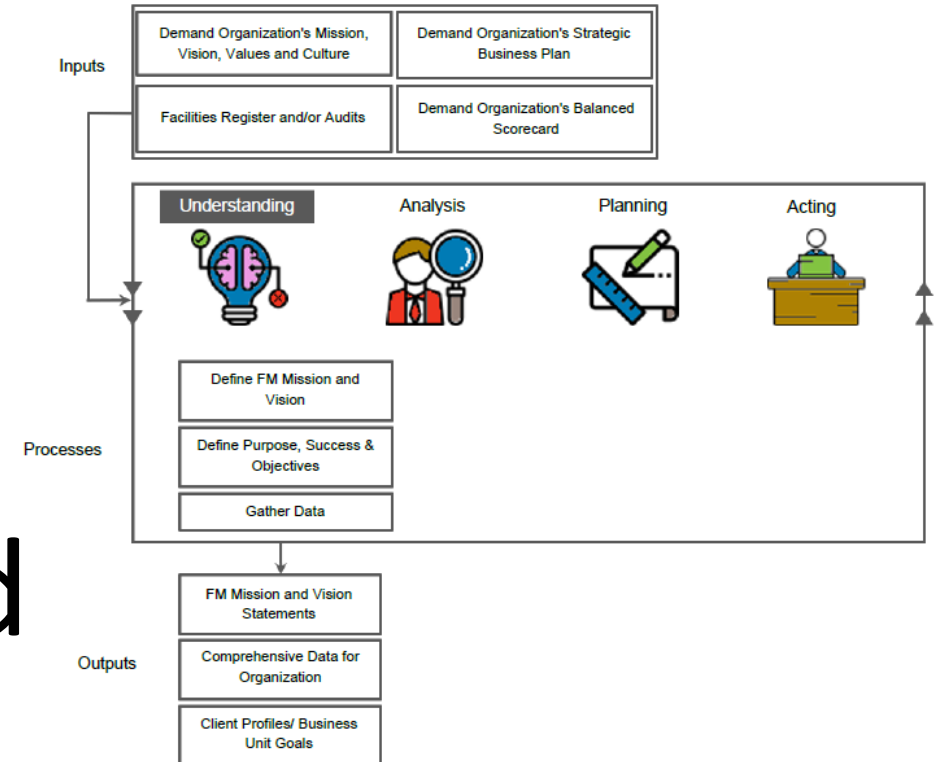 Demand Organization's Mission,
Vision, Values and Culture
Demand Organization's Strategic
Business Plan
Inputs
Facilities Register and/or Audits
Demand Organization's Balanced
Scorecard
Understanding
Analysis
Planning
Acting
Define FM Mission and
Vision
Processes
Define Purpose, Success &
Objectives
Gather Data
d
FM Mission and Vision
Statements
Outputs
Comprehensive Data for
Organization
Client Profiles/ Business
Unit Goals